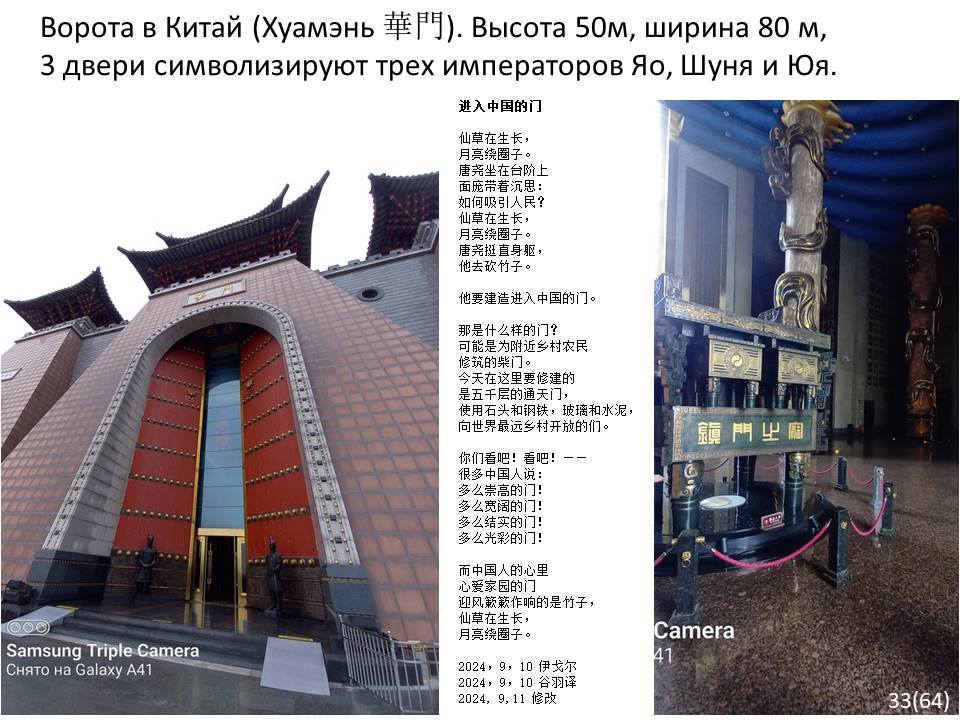 Ворота в Китай (Хуамэнь 華門). Высота 50м, ширина 80 м,
3 двери символизируют трех императоров Яо, Шуня и Юя.
進入中国的门
仙草在生长，
月亮绕圈子。
唐尧坐在台阶上
面庞带着沉思：
如何吸引人民？
仙草在生长，
月亮绕圈子。
唐尧挺直身躯，
他去砍竹子。
他要建造进入中国的门。
那是什么样的门？
可能是为附近乡村农民
修筑的柴门。
今天在这里要修建的
是五千层的通天门，
使用石头和钢铁，玻璃和水泥，
向世界最远乡村开放的们。
你们看吧！看吧！——
很多中国人说：
多么崇高的门！
多么宽阔的门！
多么结实的门！
多么光彩的门！
而中国人的心里
心爱家园的门
迎风簌簌作响的是竹子，
仙草在生长，
月亮绕圈子。
2024，9，10 伊戈尔
2024，9，10 谷羽译
2024，9,11 修改
華門
Samsung Triple Camera
Снято на Galaxy A41
鎮門之寶
Camera
41
33(64)